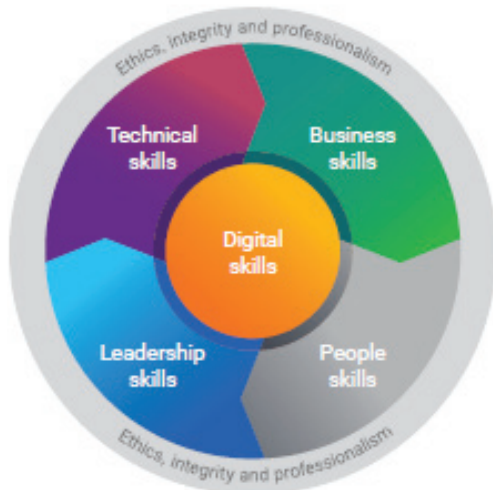 Ethics, integrity and professionalism
Technical
skills
Business
skills
Digital
skills
Leadership
skills
People
skills
Ethics, integrity and professionalism